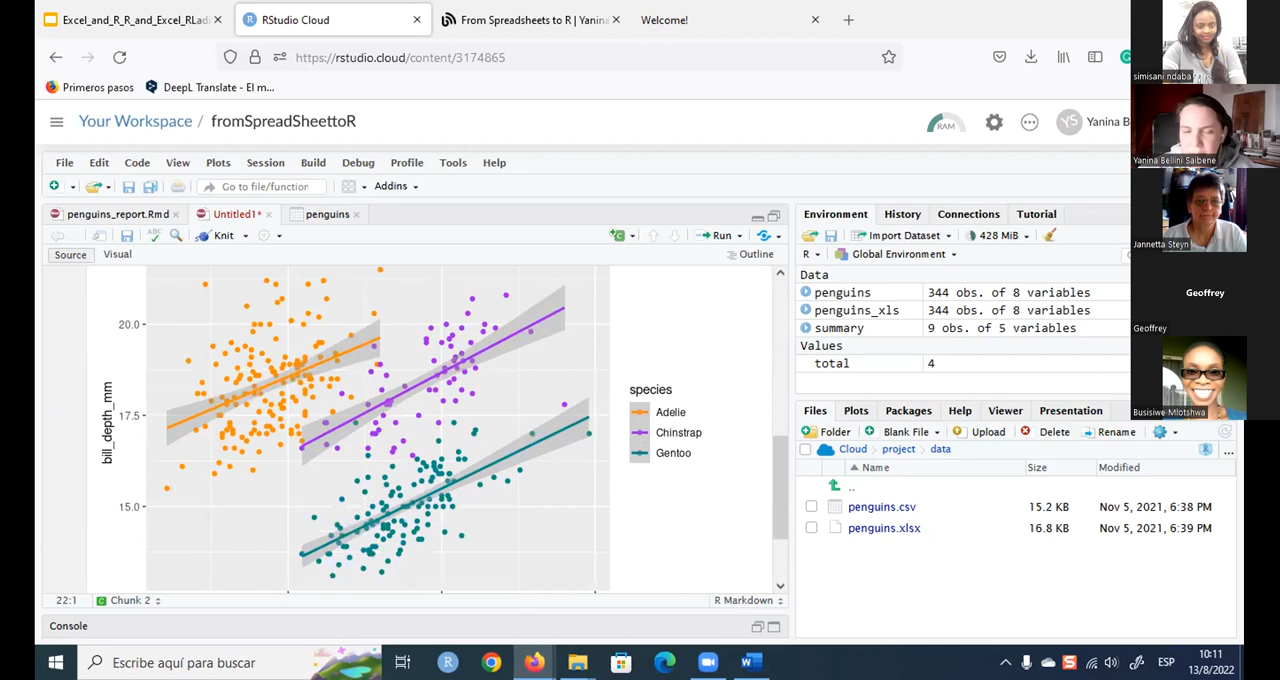 Excel_and_R_R_and_Excel_RLadi
RStudio Cloud
From Spreadsheets to R | Yanina
Welcome!
https://rstudio.cloud/content/3174865
Primeros pasos
DeepL Translate - El m...
Your Workspace / fromSpreadSheettoR
RAM
YS
Yanina B
File Edit Code View Plots Session Build Debug Profile Tools Help
Go to file/function
Addins
penguins_report.Rmd
Untitled1*
penguins
Knit
Run
Source
Visual
Outline
20.0
17.5
15.0
bill_depth_mm
species
Adelie
Chinstrap
Gentoo
22:1
Chunk 2
R Markdown
Console
Environment History Connections Tutorial
Import Dataset
428 MiB
R
Global Environment
Data
penguins 344 obs. of 8 variables
penguins_xls 344 obs. of 8 variables
summary 9 obs. of 5 variables
Values
total 4
Files Plots Packages Help Viewer Presentation
Folder Blank File Upload Delete Rename
Cloud project data
R
...
Name Size Modified
..
penguins.csv 15.2 KB Nov 5, 2021, 6:38 PM
penguins.xlsx 16.8 KB Nov 5, 2021, 6:39 PM
simisani ndaba
Yanina Bellini Saibene
Jannetta Steyn
Geoffrey
Geoffrey
Busisiwe Mlotshwa
Escribe aquí para buscar
ESP
10:11
13/8/2022